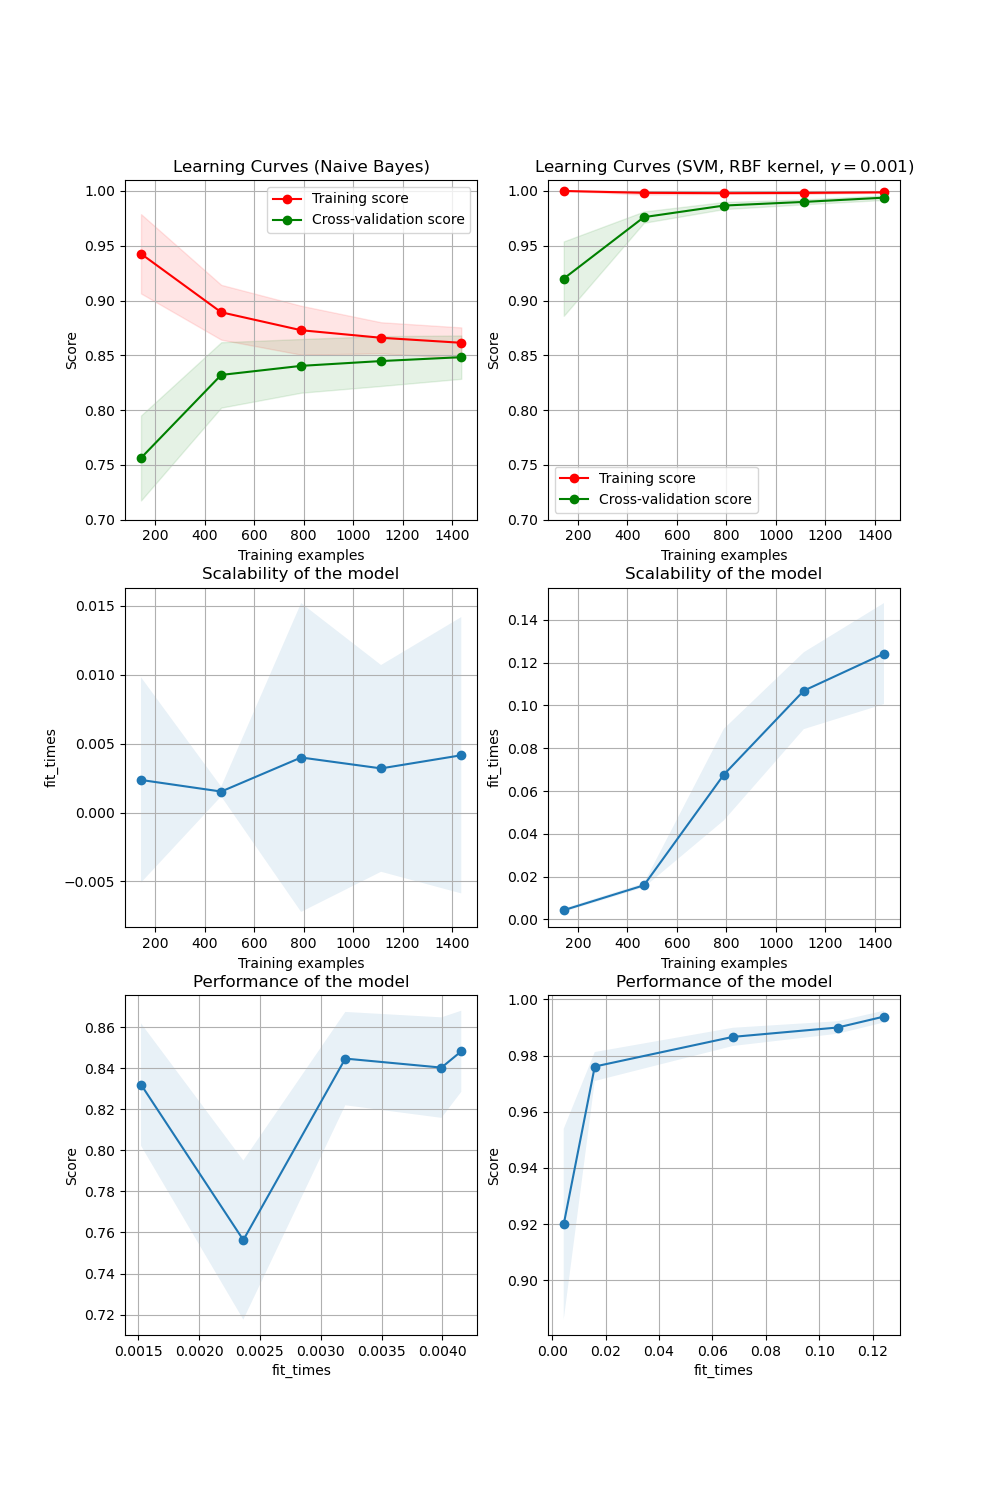 Learning Curves (Naive Bayes)
1.00
0.95
0.90
0.85
0.80
0.75
0.70
Score
Training score
Cross-validation score
200 400 600 800 1000 1200 1400
Training examples
Learning Curves (SVM, RBF kernel, γ = 0.001)
1.00
0.95
0.90
0.85
0.80
0.75
0.70
Score
Training score
Cross-validation score
200 400 600 800 1000 1200 1400
Training examples
Scalability of the model
0.015
0.010
0.005
0.000
−0.005
fit_times
200 400 600 800 1000 1200 1400
Training examples
Scalability of the model
0.14
0.12
0.10
0.08
0.06
0.04
0.02
0.00
fit_times
200 400 600 800 1000 1200 1400
Training examples
Performance of the model
0.86
0.84
0.82
0.80
0.78
0.76
0.74
0.72
Score
0.0015 0.0020 0.0025 0.0030 0.0035 0.0040
fit_times
Performance of the model
1.00
0.98
0.96
0.94
0.92
0.90
Score
0.00 0.02 0.04 0.06 0.08 0.10 0.12
fit_times